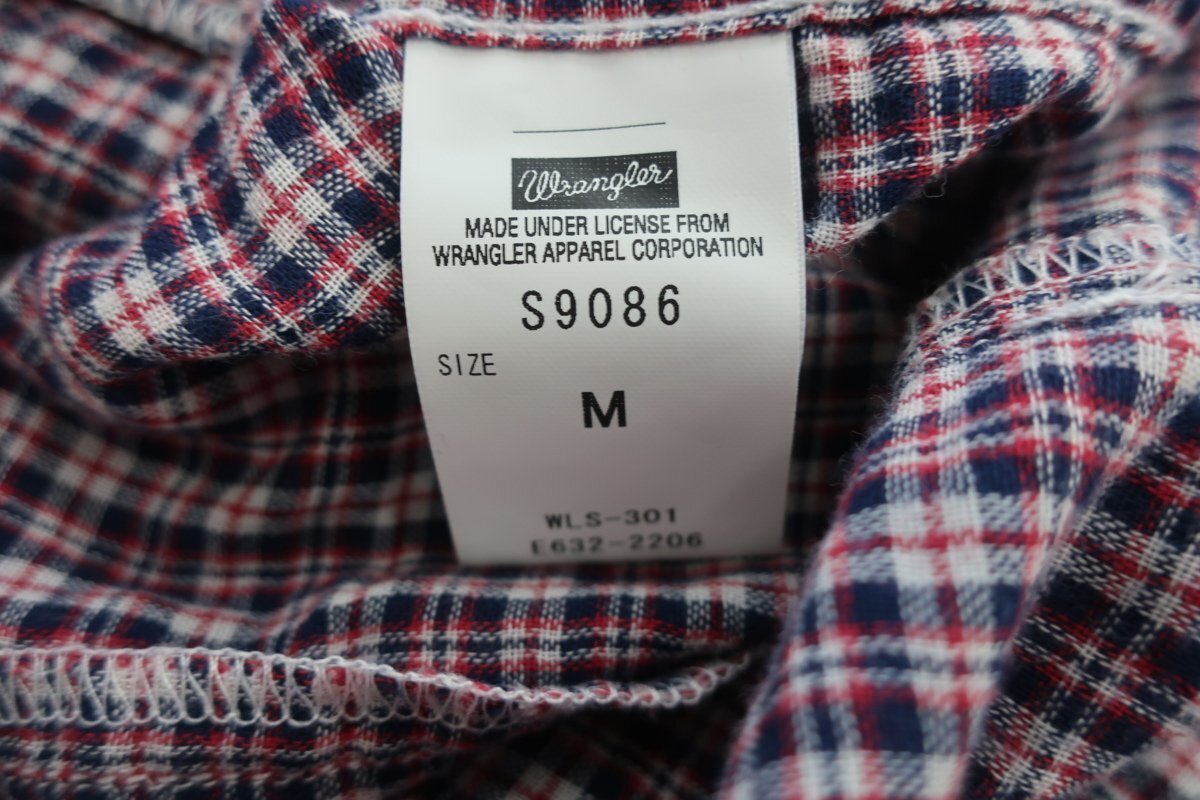 Wrangler
MADE UNDER LICENSE FROM
WRANGLER APPAREL CORPORATION
S9086
SIZE
M
WLS-301
E632-2206